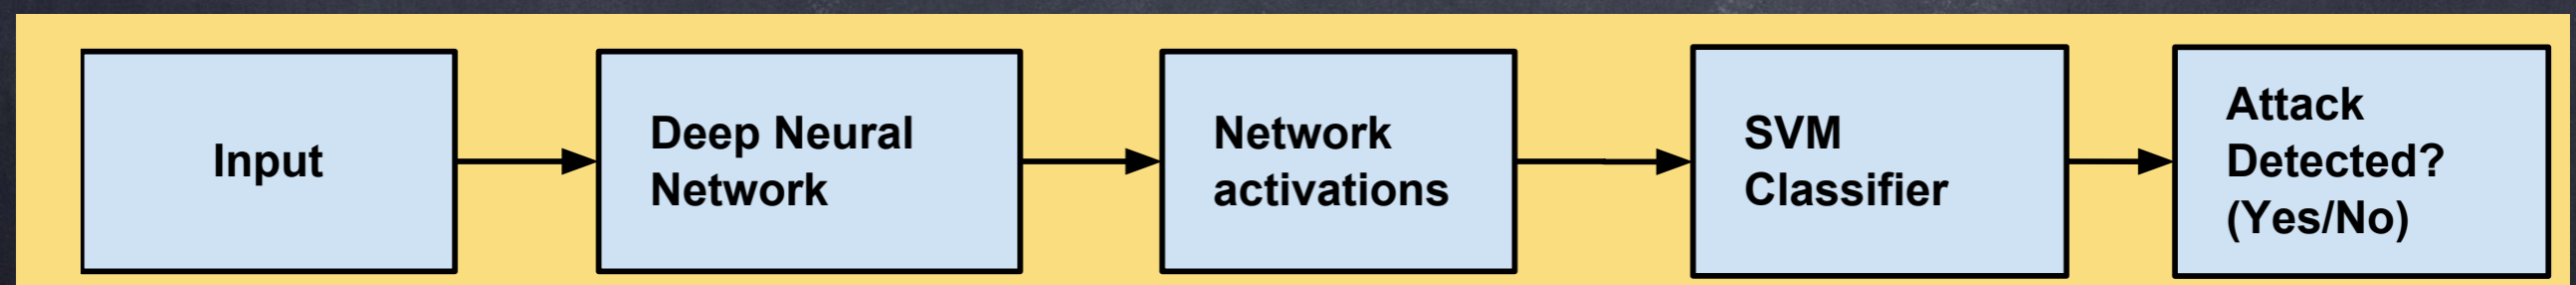 Input
Deep Neural
Network
Network
activations
SVM
Classifier
Attack
Detected?
(Yes/No)